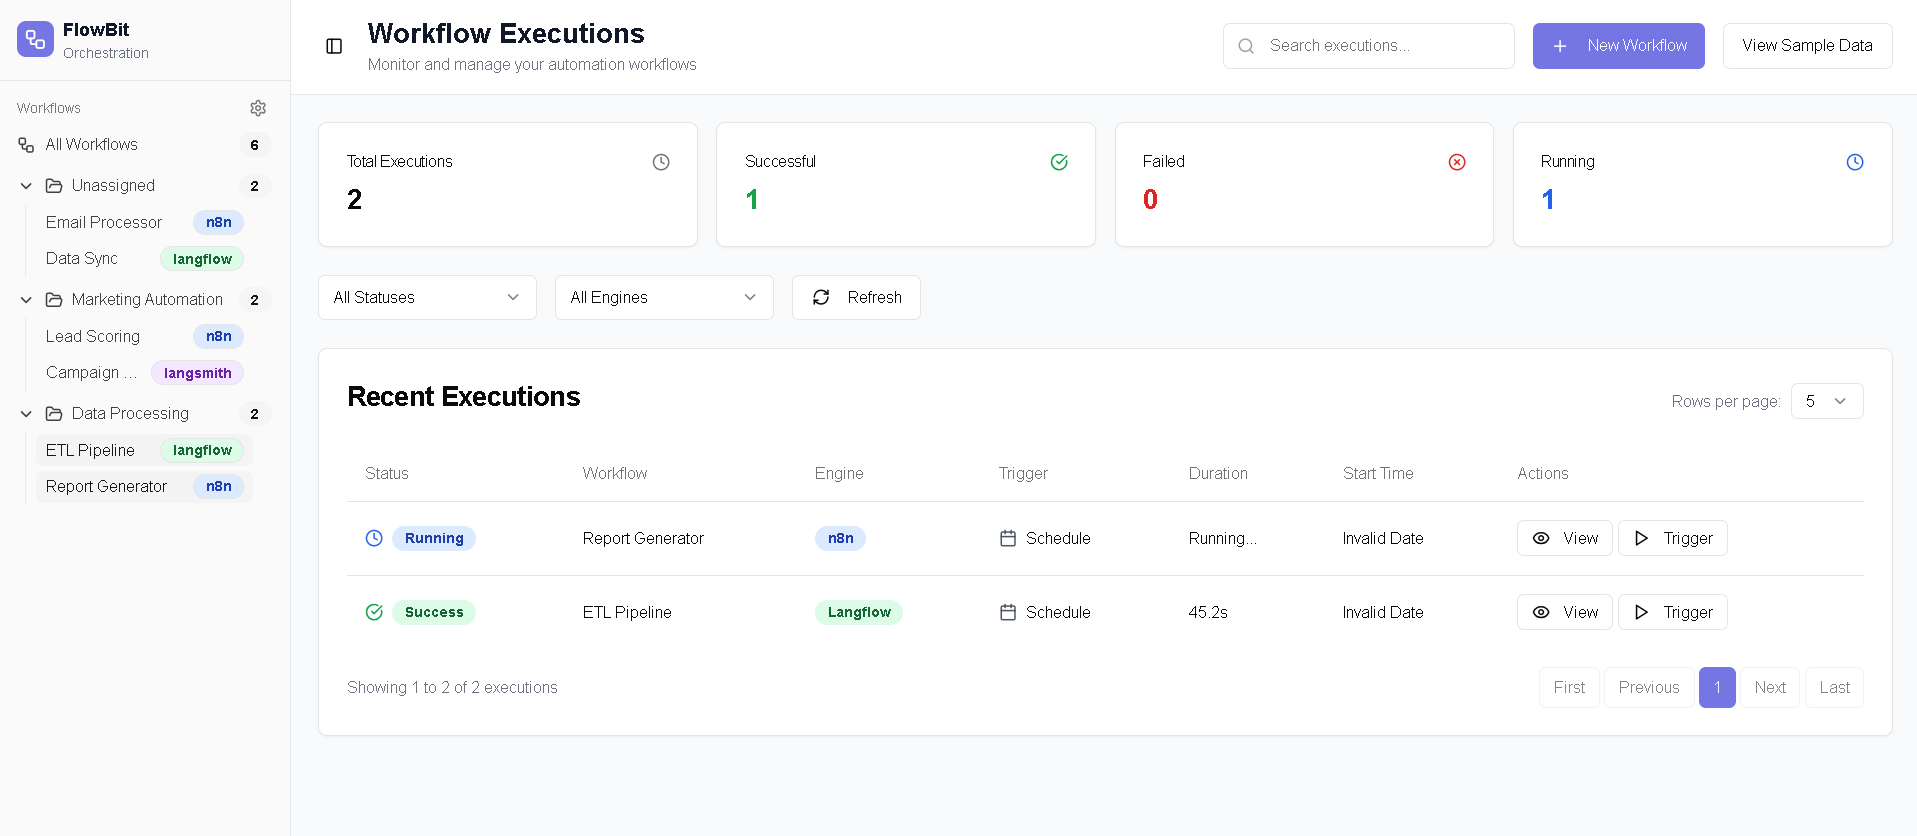 FlowBit
Orchestration
Workflows
All Workflows 6
Unassigned 2
Email Processor n8n
Data Sync langflow
Marketing Automation 2
Lead Scoring n8n
Campaign ... langsmith
Data Processing 2
ETL Pipeline langflow
Report Generator n8n
Workflow Executions
Monitor and manage your automation workflows
Search executions...
New Workflow
View Sample Data
Total Executions
2
Successful
1
Failed
0
Running
1
All Statuses
All Engines
Refresh
Recent Executions
Rows per page: 5
Status Workflow Engine Trigger Duration Start Time Actions
Running Report Generator n8n Schedule Running... Invalid Date View Trigger
Success ETL Pipeline Langflow Schedule 45.2s Invalid Date View Trigger
Showing 1 to 2 of 2 executions
First Previous 1 Next Last